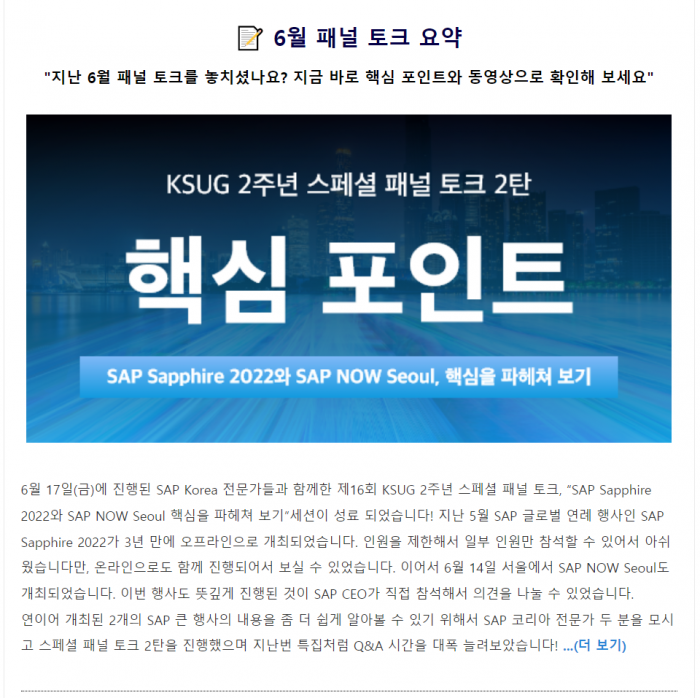 6월 패널 토크 요약
"지난 6월 패널 토크를 놓치셨나요? 지금 바로 핵심 포인트와 동영상으로 확인해 보세요"
KSUG 2주년 스페셜 패널 토크 2탄
핵심 포인트
SAP Sapphire 2022와 SAP NOW Seoul, 핵심을 파헤쳐 보기
6월 17일(금)에 진행된 SAP Korea 전문가들과 함께한 제16회 KSUG 2주년 스페셜 패널 토크, “SAP Sapphire
2022와 SAP NOW Seoul 핵심을 파헤쳐 보기“세션이 성료 되었습니다! 지난 5월 SAP 글로벌 연례 행사인 SAP
Sapphire 2022가 3년 만에 오프라인으로 개최되었습니다. 인원을 제한해서 일부 인원만 참석할 수 있어서 아쉬
웠습니다만, 온라인으로도 함께 진행되어서 보실 수 있었습니다. 이어서 6월 14일 서울에서 SAP NOW Seoul도
개최되었습니다. 이번 행사도 뜻깊게 진행된 것이 SAP CEO가 직접 참석해서 의견을 나눌 수 있었습니다.
연이어 개최된 2개의 SAP 큰 행사의 내용을 좀 더 쉽게 알아볼 수 있기 위해서 SAP 코리아 전문가 두 분을 모시
고 스페셜 패널 토크 2탄을 진행했으며 지난번 특집처럼 Q&A 시간을 대폭 늘려보았습니다! ...(더 보기)